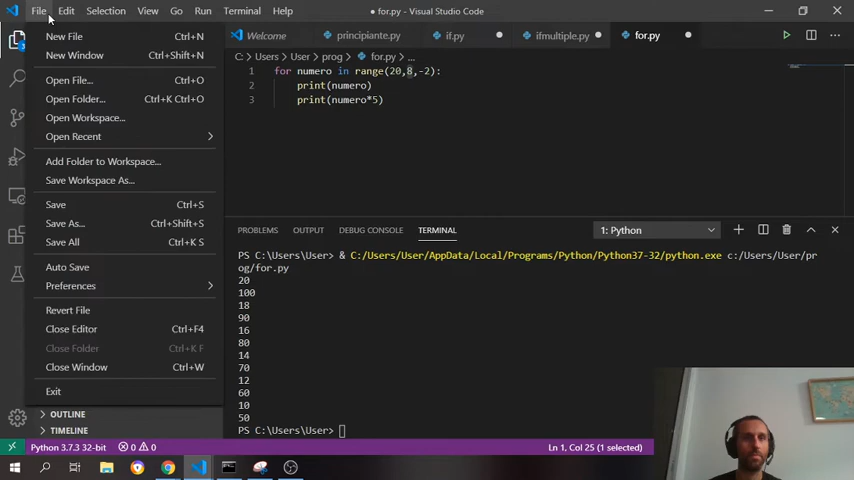 File Edit Selection View Go Run Terminal Help
● for.py - Visual Studio Code
New File Ctrl+N
New Window Ctrl+Shift+N
Open File... Ctrl+O
Open Folder... Ctrl+K Ctrl+O
Open Workspace...
Open Recent
Add Folder to Workspace...
Save Workspace As...
Save Ctrl+S
Save As... Ctrl+Shift+S
Save All Ctrl+K S
Auto Save
Preferences
Revert File
Close Editor Ctrl+F4
Close Folder Ctrl+K F
Close Window Ctrl+W
Exit
OUTLINE
TIMELINE
Welcome principiante.py if.py ifmultiple.py for.py
C: > Users > User > prog > for.py > ...
1 for numero in range(20,8,-2):
2 print(numero)
3 print(numero*5)
PROBLEMS OUTPUT DEBUG CONSOLE TERMINAL 1: Python
PS C:\Users\User> & C:/Users/User/AppData/Local/Programs/Python/Python37-32/python.exe c:/Users/User/pr
og/for.py
20
100
18
90
16
80
14
70
12
60
10
50
PS C:\Users\User>
Python 3.7.3 32-bit 0 0 Ln 1, Col 25 (1 selected)